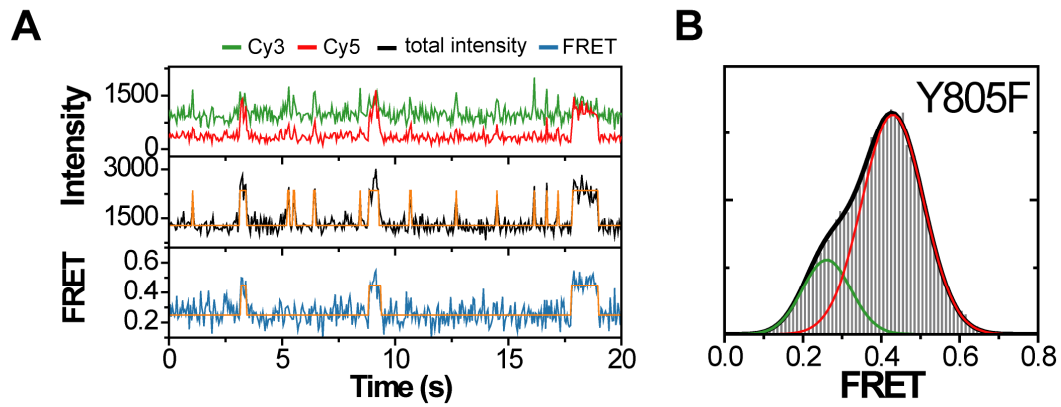 A
Cy3 Cy5 total intensity FRET
Intensity
1500
0
3000
1500
FRET
0.6
0.4
0.2
0 5 10 15 20
Time (s)
B
Y805F
0.0 0.2 0.4 0.6 0.8
FRET